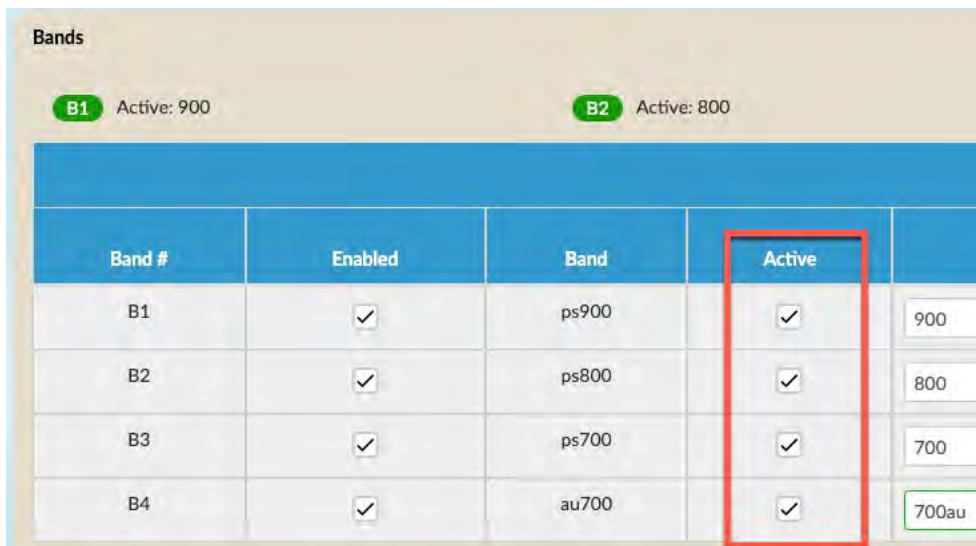 Bands
B1 Active: 900 B2 Active: 800
Band # Enabled Band Active
B1 ps900 900
B2 ps800 800
B3 ps700 700
B4 au700 700au